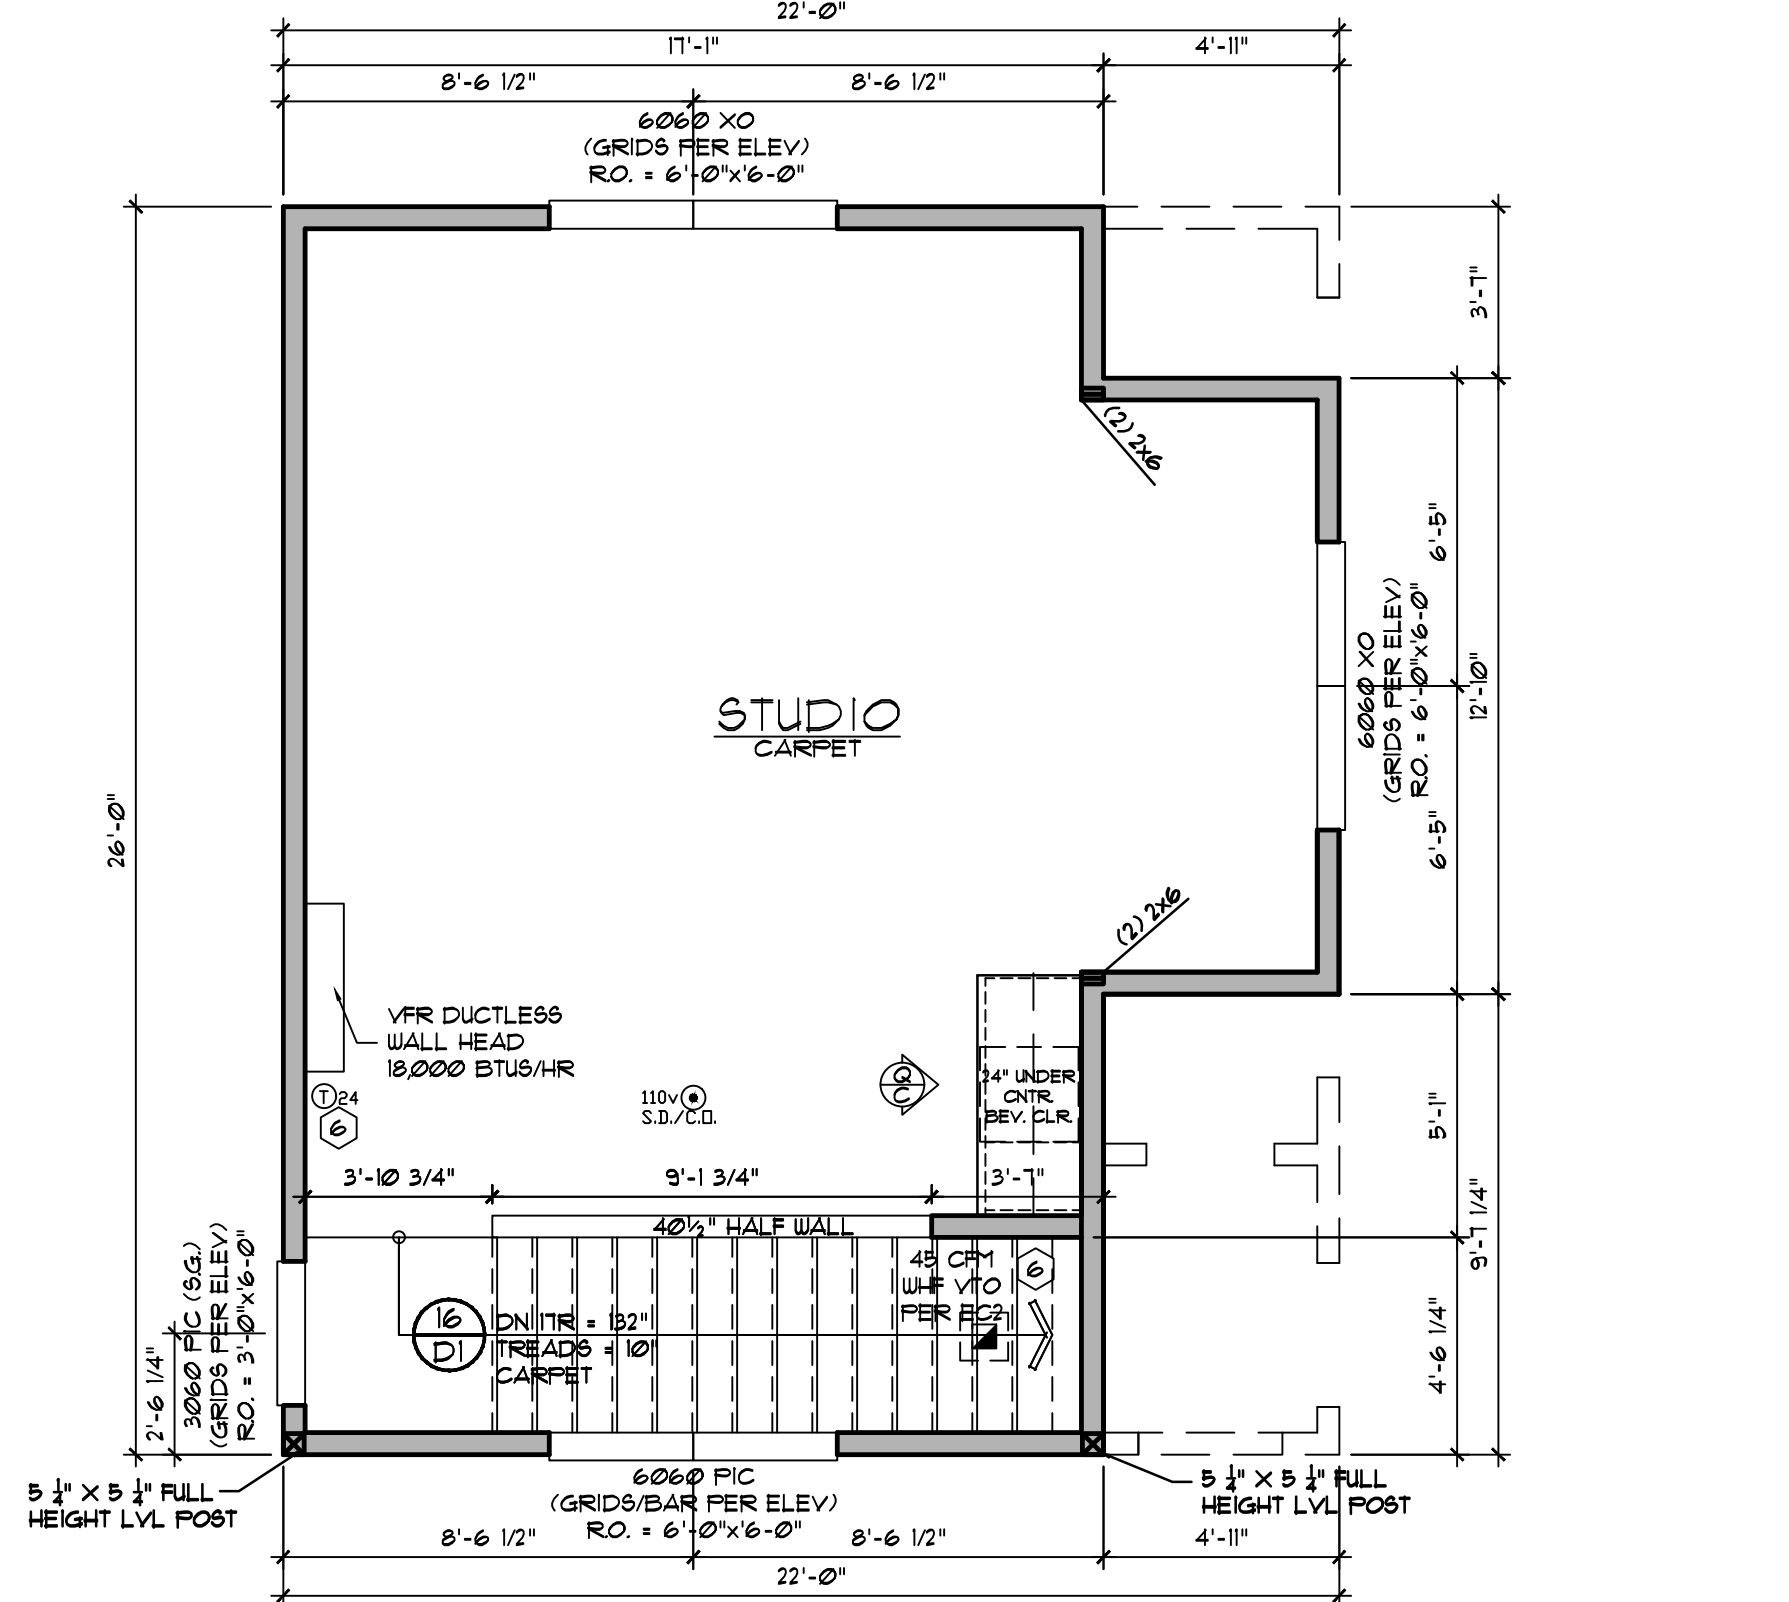 22'-0"
17'-1"
4'-11"
8'-6 1/2"
8'-6 1/2"
6060 XO
(GRIDS PER ELEV)
R.O. = 6'-0"x'6-0"
3'-7"
(2) 2x6
6'-5"
6060 XO
(GRIDS PER ELEV)
R.O. = 6'-0"x'6-0"
12'-10"
STUDIO
CARPET
26'-0"
6'-5"
(2) 2x6
VFR DUCTLESS
WALL HEAD
18,000 BTUS/HR
T 24
6
110v
S.D./C.O.
Q
C
24" UNDER
CNTR.
BEV. CLR.
5'-1"
3'-10 3/4"
9'-1 3/4"
3'-7"
40½" HALF WALL
9'-7 1/4"
45 CFM
WHF VTO
PER EC2
6
3060 PIC (S.G.)
(GRIDS PER ELEV)
R.O. = 3'-0"x'6-0"
2'-6 1/4"
16
D1
DN 17R = 132"
TREADS = 10"
CARPET
4'-6 1/4"
5 ¼" X 5 ¼" FULL
HEIGHT LVL POST
6060 PIC
(GRIDS/BAR PER ELEV)
R.O. = 6'-0"x'6-0"
5 ¼" X 5 ¼" FULL
HEIGHT LVL POST
8'-6 1/2"
8'-6 1/2"
4'-11"
22'-0"